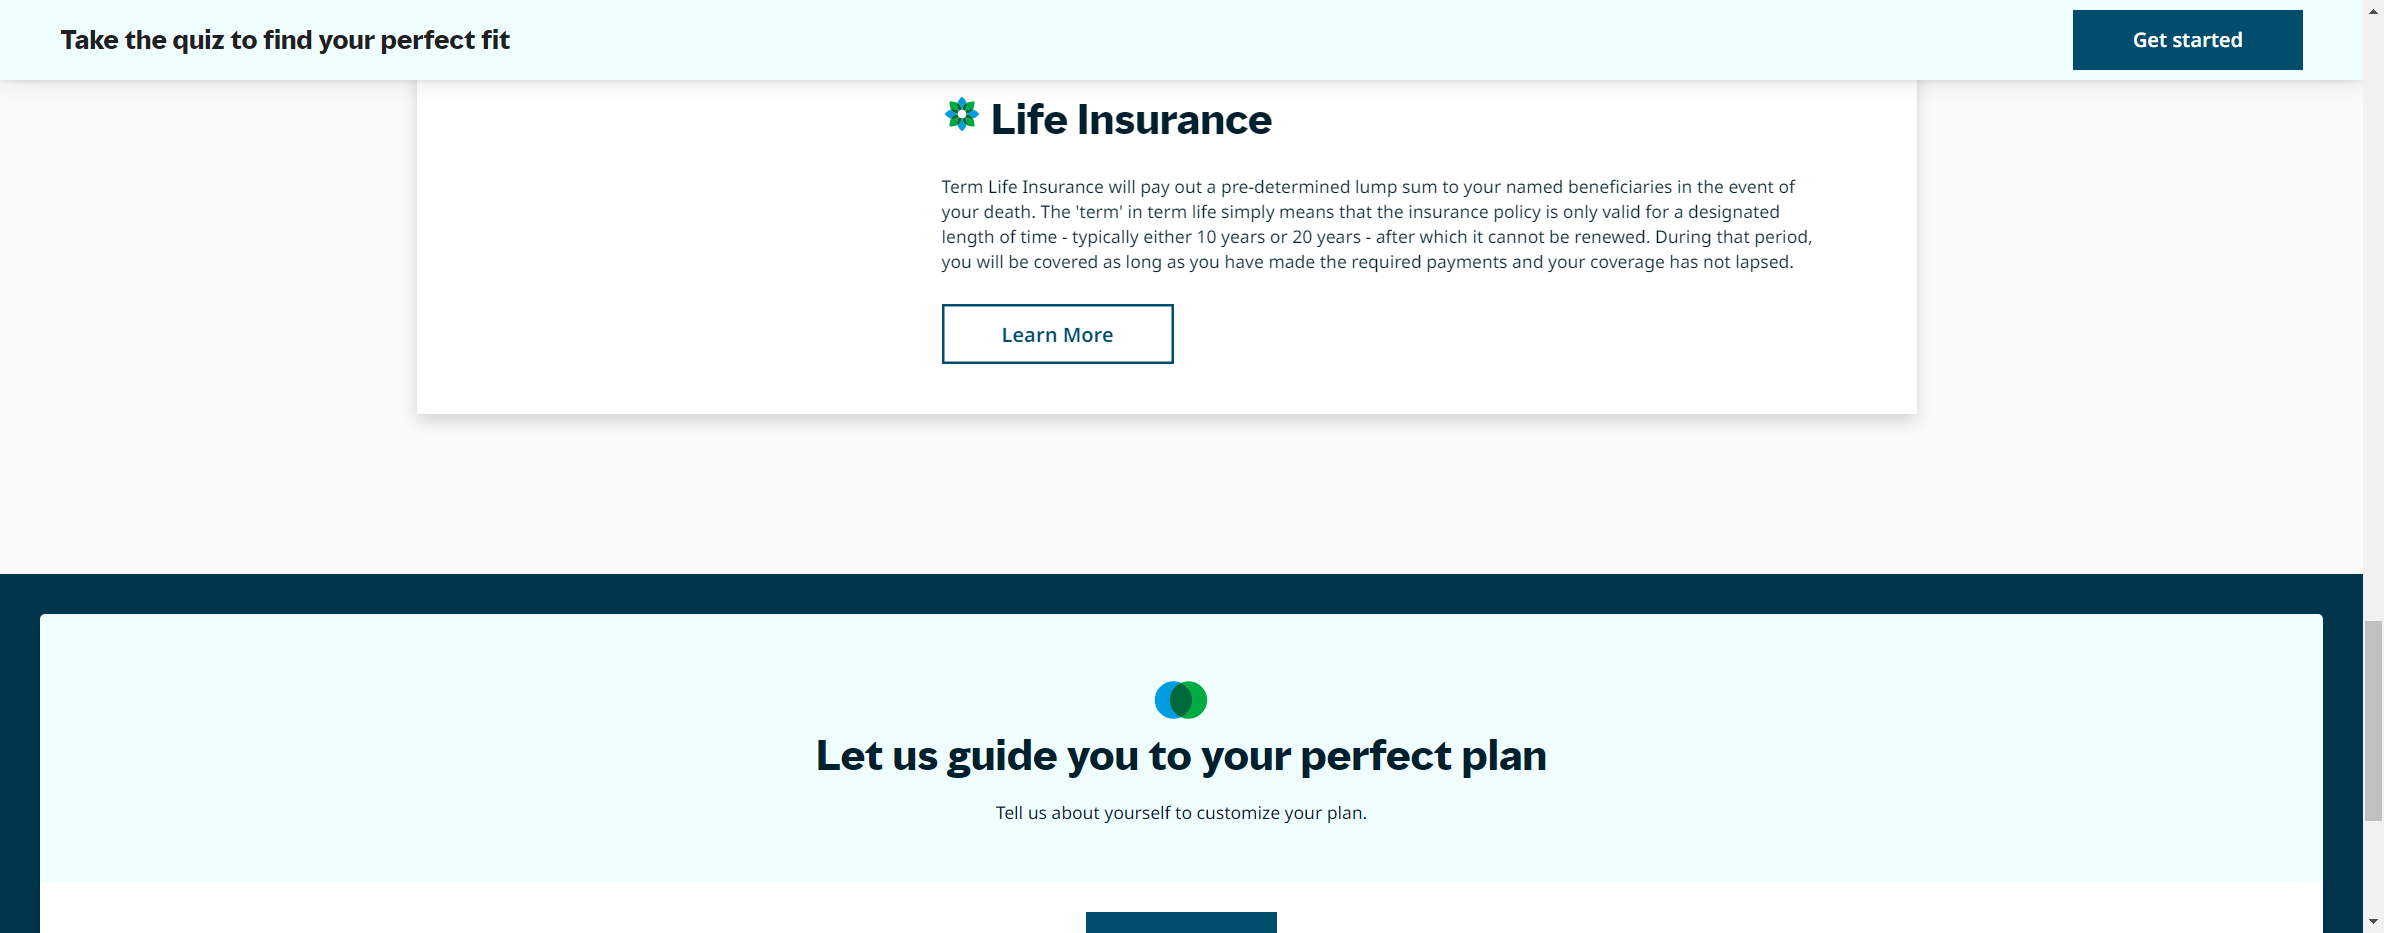 Take the quiz to find your perfect fit
Get started
Life Insurance
Term Life Insurance will pay out a pre-determined lump sum to your named beneficiaries in the event of
your death. The 'term' in term life simply means that the insurance policy is only valid for a designated
length of time - typically either 10 years or 20 years - after which it cannot be renewed. During that period,
you will be covered as long as you have made the required payments and your coverage has not lapsed.
Learn More
Let us guide you to your perfect plan
Tell us about yourself to customize your plan.